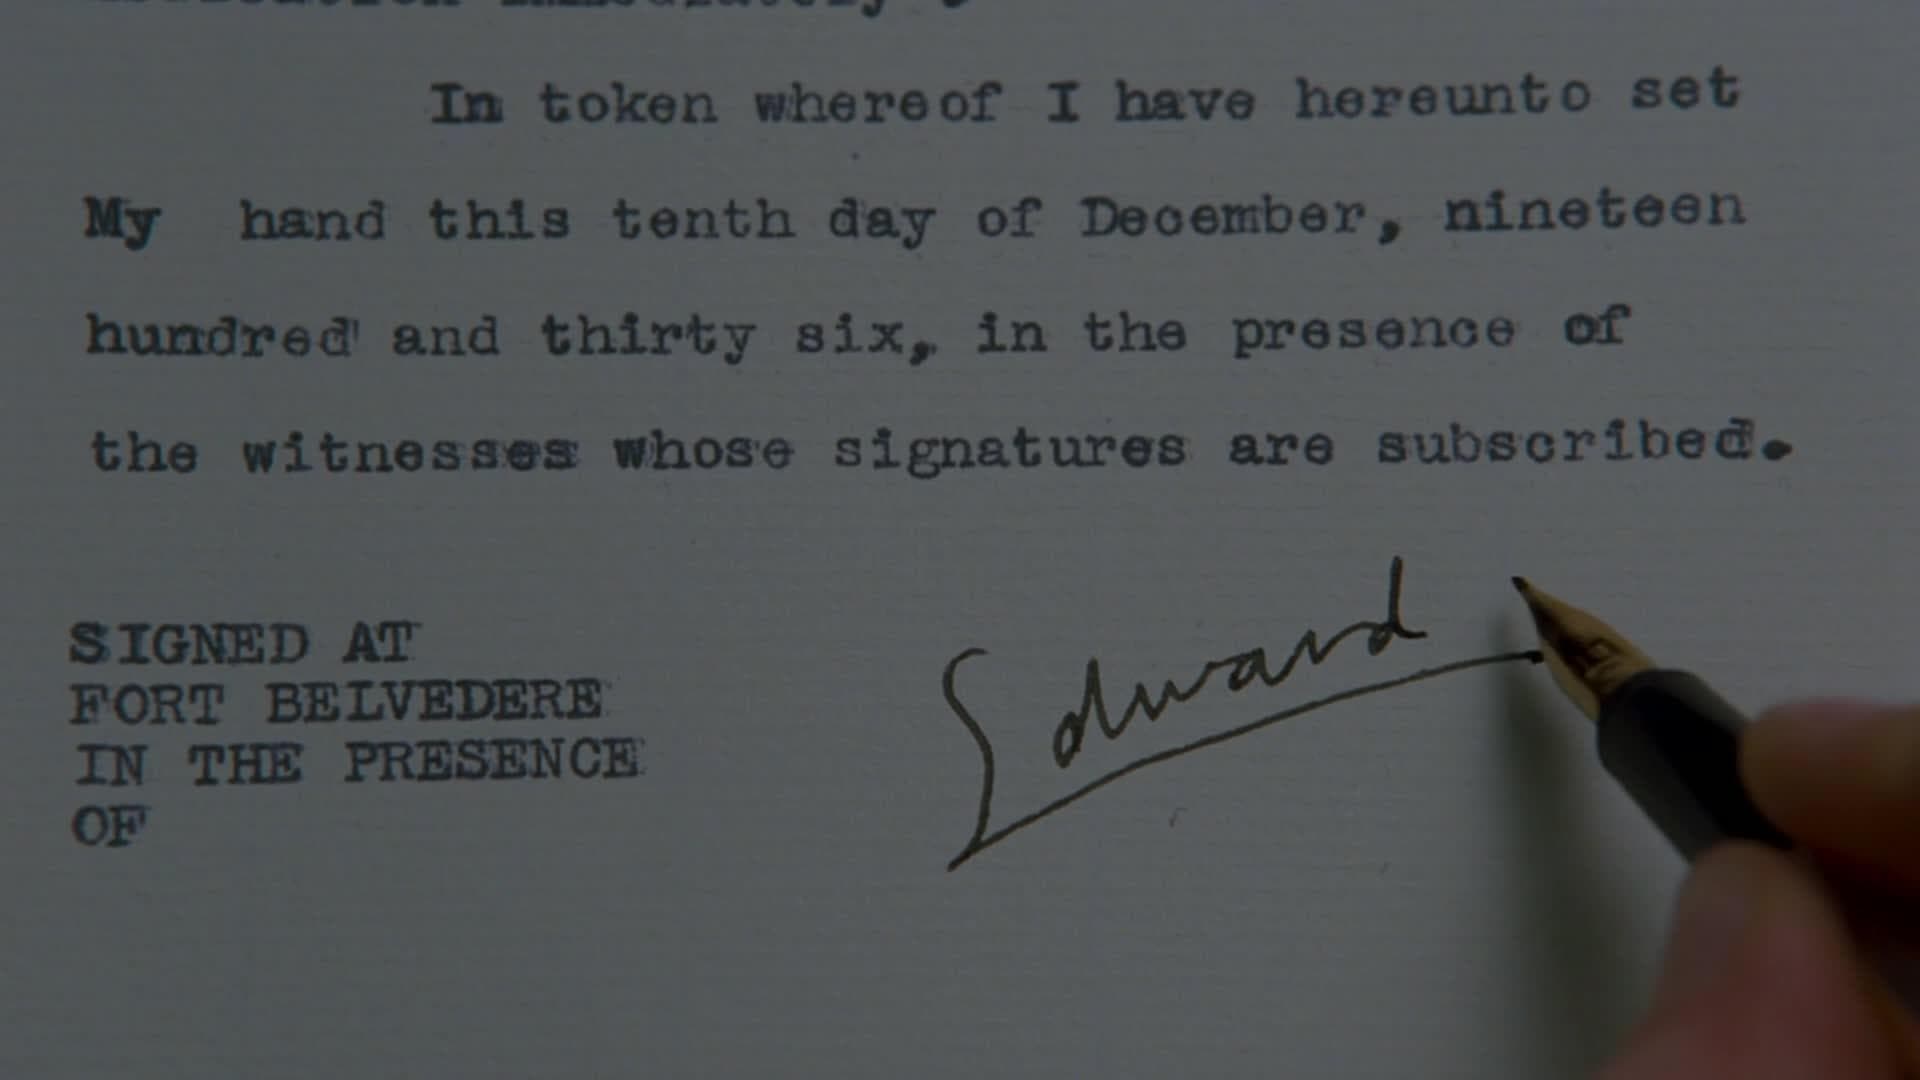 immediately
In token whereof I have hereunto set
My hand this tenth day of December, nineteen
hundred and thirty six, in the presence of
the witnesses whose signatures are subscribed.
SIGNED AT
FORT BELVEDERE
IN THE PRESENCE
OF
Edward